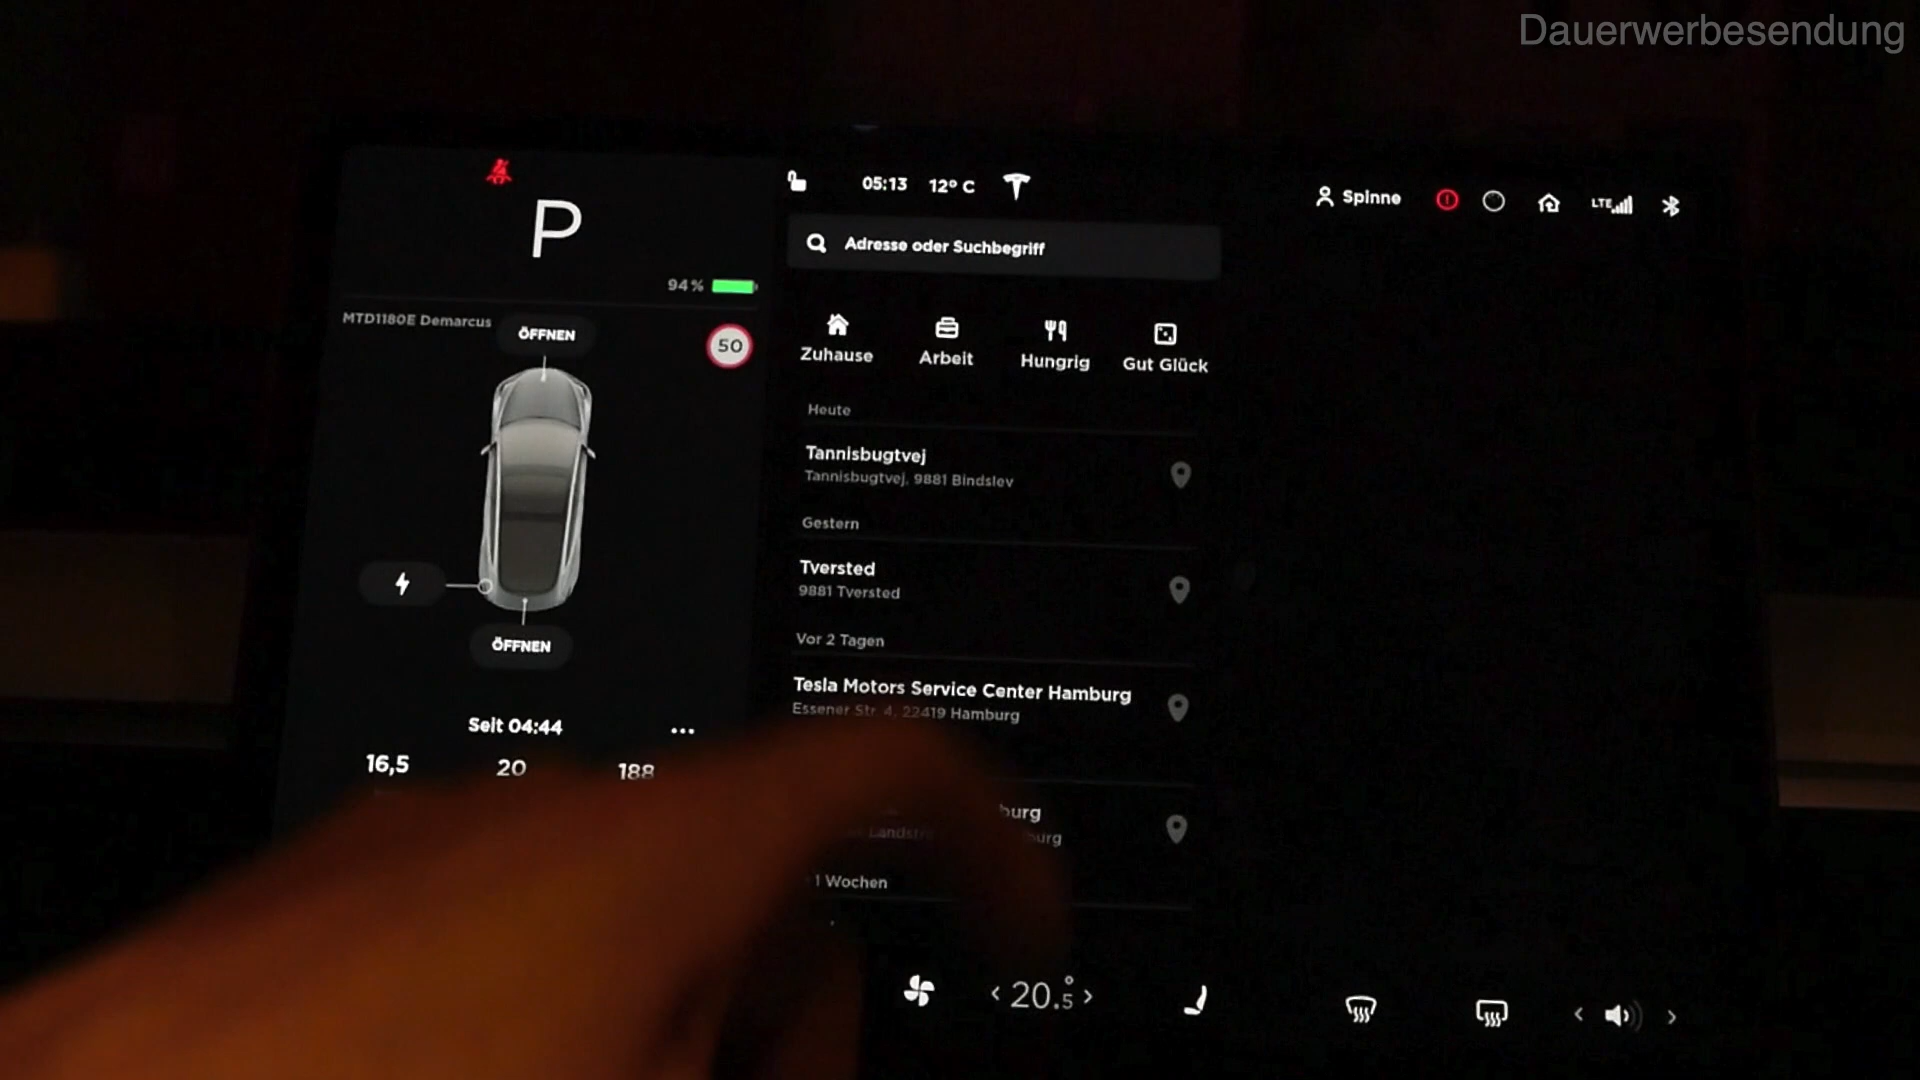 Dauerwerbesendung
P
94 %
MTD1180E Demarcus
ÖFFNEN
50
ÖFFNEN
Seit 04:44
16,5
20
188
05:13
12° C
Spinne
LTE
Adresse oder Suchbegriff
Zuhause
Arbeit
Hungrig
Gut Glück
Heute
Tannisbugtvej
Tannisbugtvej, 9881 Bindslev
Gestern
Tversted
9881 Tversted
Vor 2 Tagen
Tesla Motors Service Center Hamburg
Essener Str. 4, 22419 Hamburg
1 Wochen
20.5°